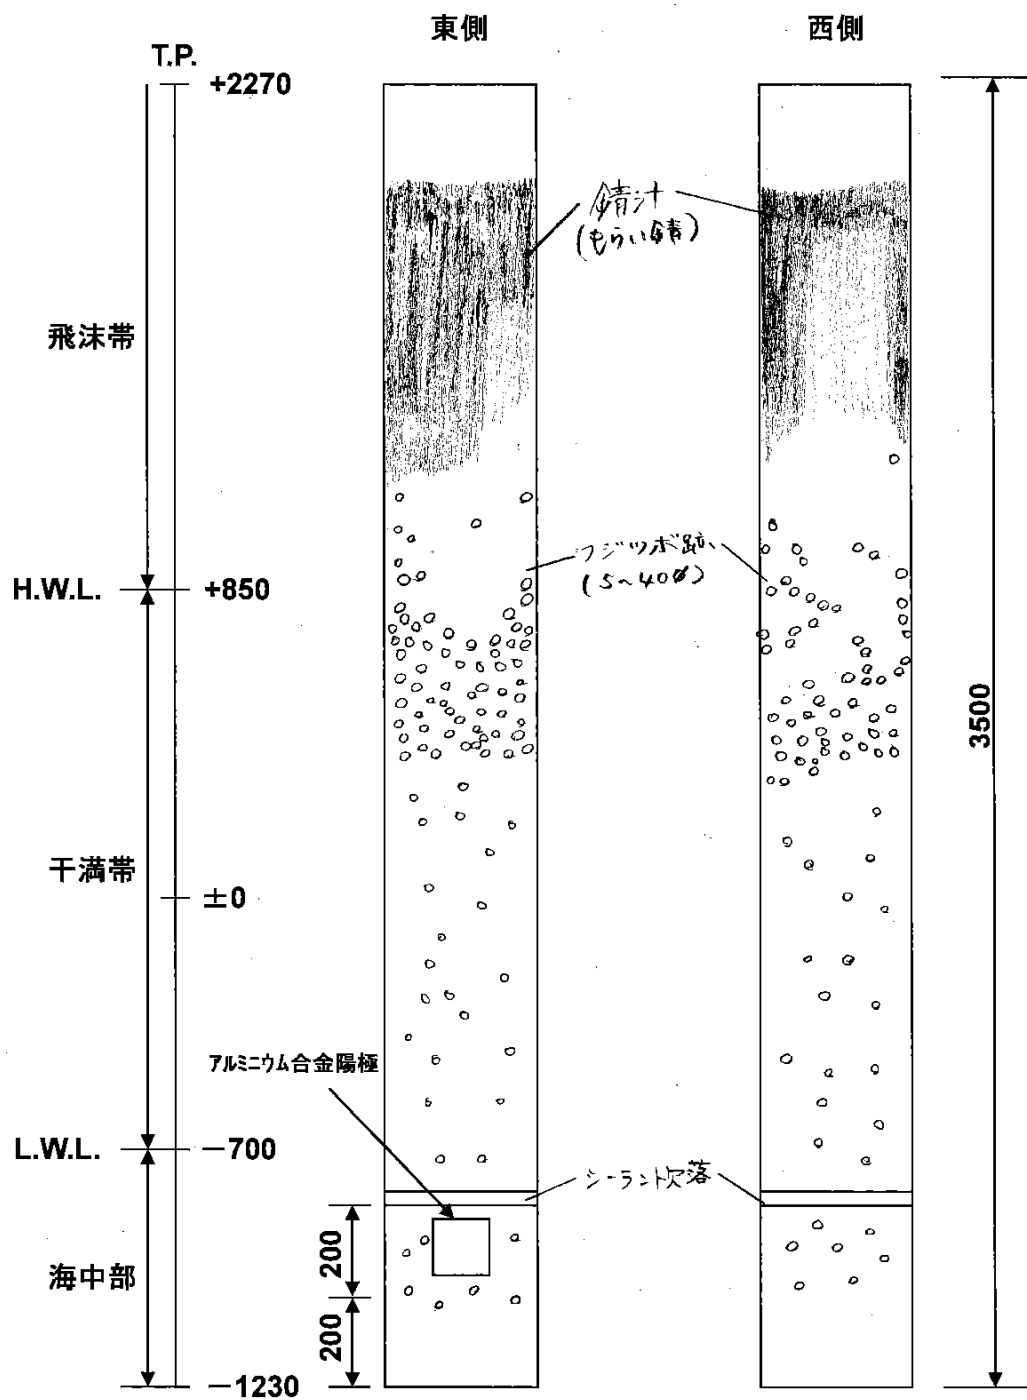 東側
西側
T.P.
+2270
錆汁
(もらい錆)
飛沫帯
フジツボ跡
(5~40φ)
H.W.L.
+850
3500
干満帯
±0
アルミニウム合金陽極
L.W.L.
−700
シーラント欠落
200
海中部
200
−1230